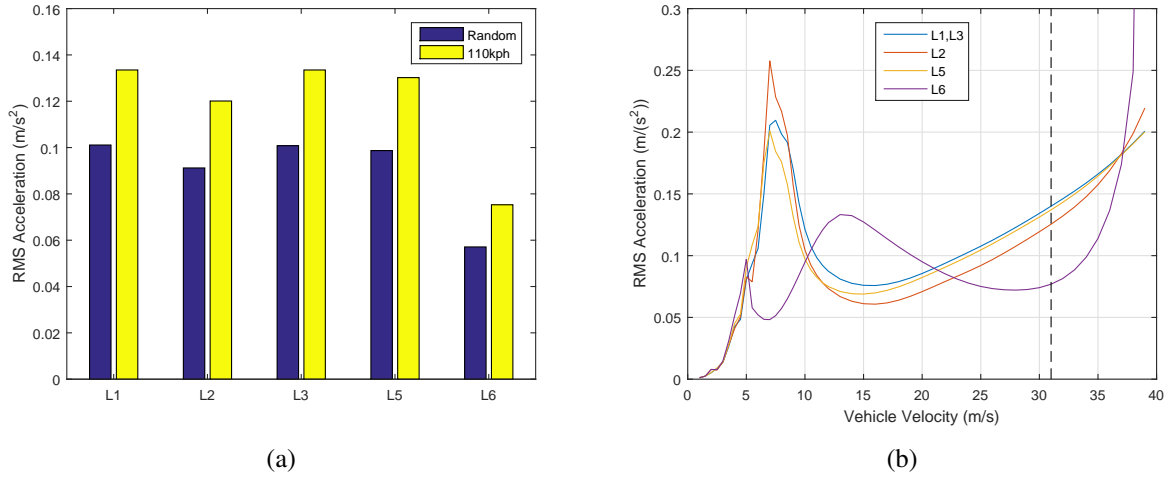 0.16
0.14
0.12
0.1
0.08
0.06
0.04
0.02
0
RMS Acceleration (m/s²)
Random
110kph
L1 L2 L3 L5 L6
(a)
0.3
0.25
0.2
0.15
0.1
0.05
0
RMS Acceleration (m/(s²))
L1,L3
L2
L5
L6
0 5 10 15 20 25 30 35 40
Vehicle Velocity (m/s)
(b)